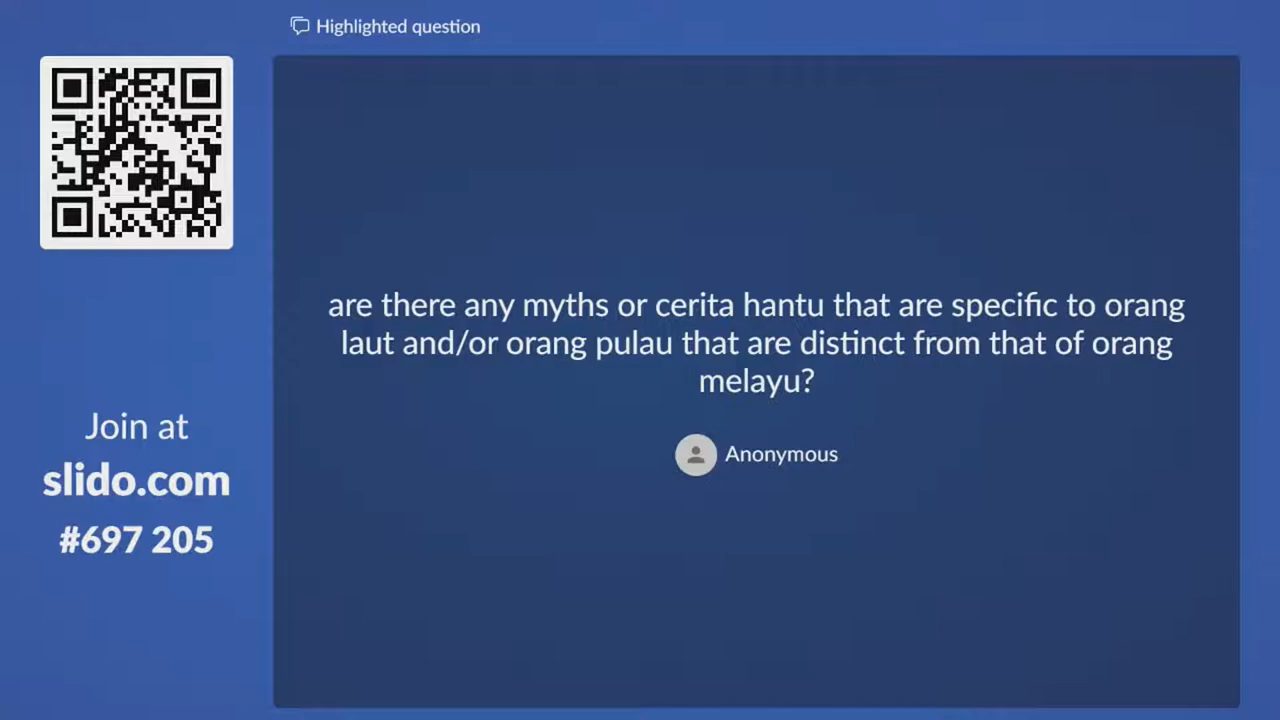 Highlighted question
are there any myths or cerita hantu that are specific to orang
laut and/or orang pulau that are distinct from that of orang
melayu?
Anonymous
Join at
slido.com
#697 205